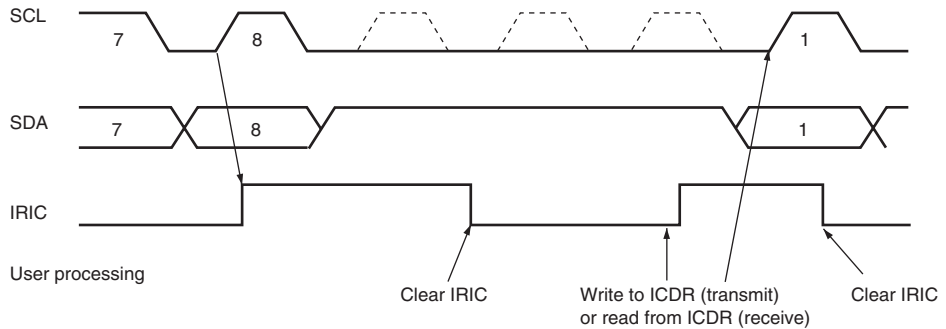 SCL
7 8 1
SDA
7 8 1
IRIC
User processing
Clear IRIC Write to ICDR (transmit) Clear IRIC
or read from ICDR (receive)